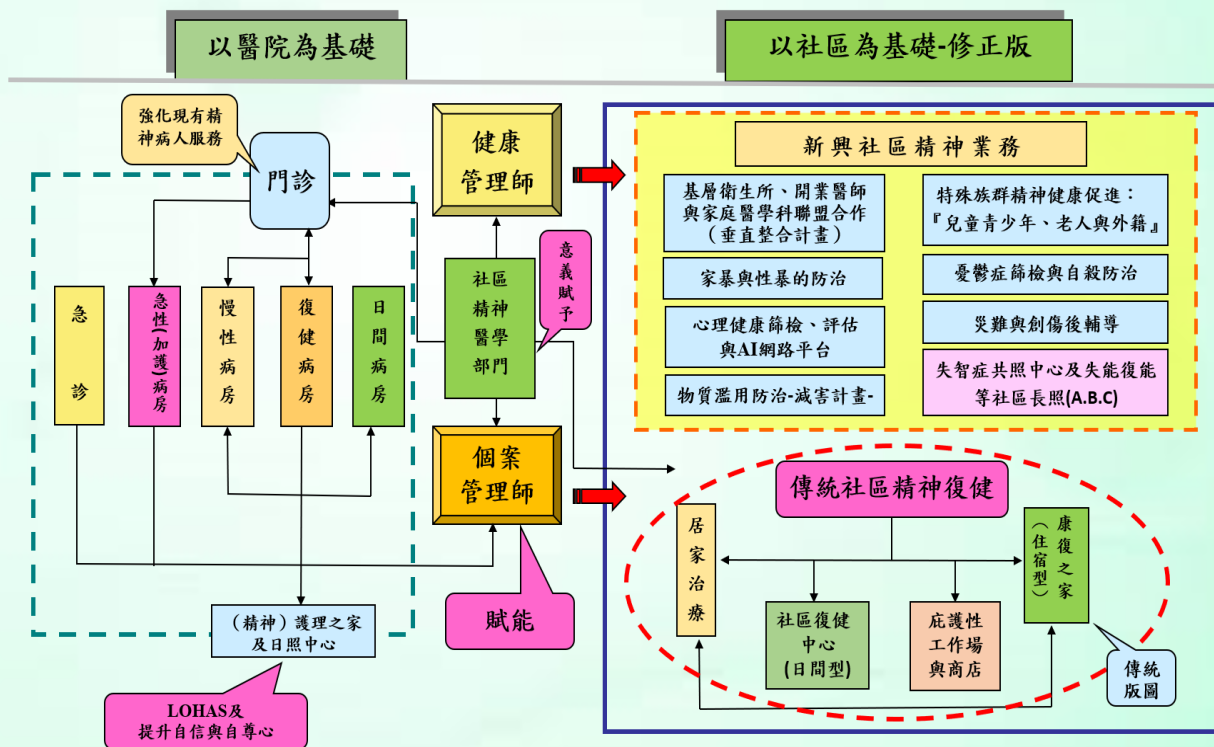 以醫院為基礎
以社區為基礎-修正版
強化現有精
神病人服務
門診
健康
管理師
急診
急性(加護)病房
慢性病房
復健病房
日間病房
社區
精神
醫學
部門
意義賦予
個案
管理師
賦能
（精神）護理之家
及日照中心
LOHAS及
提升自信與自尊心
新興社區精神業務
基層衛生所、開業醫師
與家庭醫學科聯盟合作
（垂直整合計畫）
特殊族群精神健康促進：
『兒童青少年、老人與外籍』
家暴與性暴的防治
憂鬱症篩檢與自殺防治
心理健康篩檢、評估
與AI網路平台
災難與創傷後輔導
物質濫用防治-減害計畫-
失智症共照中心及失能復能
等社區長照(A.B.C)
傳統社區精神復健
居家治療
社區復健
中心
(日間型)
庇護性
工作場
與商店
康復之家
（住宿型）
傳統
版圖